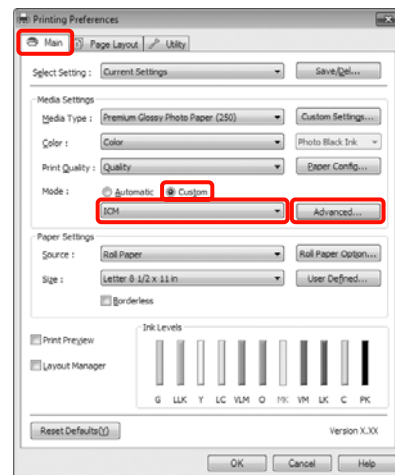 Printing Preferences
Main Page Layout Utility
Select Setting : Current Settings Save/Del...
Media Settings
Media Type : Premium Glossy Photo Paper (250) Custom Settings...
Color : Color Photo Black Ink
Print Quality : Quality Paper Config...
Mode : Automatic Custom
ICM Advanced...
Paper Settings
Source : Roll Paper Roll Paper Option...
Size : Letter 8 1/2 x 11 in User Defined...
Borderless
Ink Levels
Print Preview
Layout Manager
G LLK Y LC VLM O MK VM LK C PK
Reset Defaults(Y) Version X.XX
OK Cancel Help